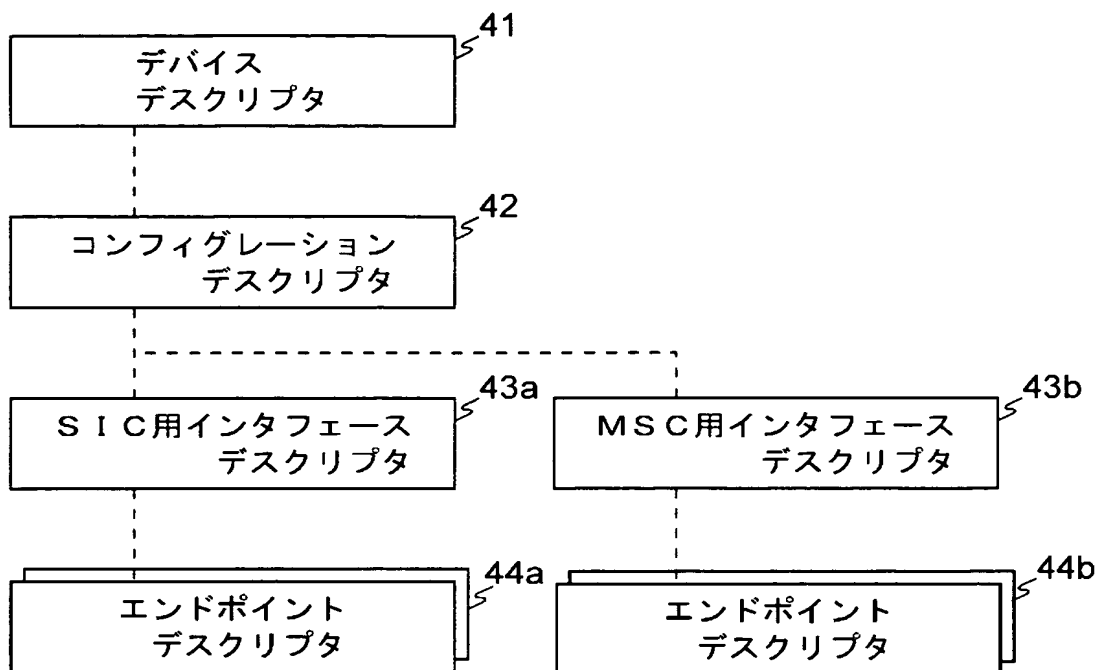 41
デバイス
デスクリプタ
42
コンフィグレーション
デスクリプタ
43a
ＳＩＣ用インタフェース
デスクリプタ
43b
ＭＳＣ用インタフェース
デスクリプタ
44a
エンドポイント
デスクリプタ
44b
エンドポイント
デスクリプタ